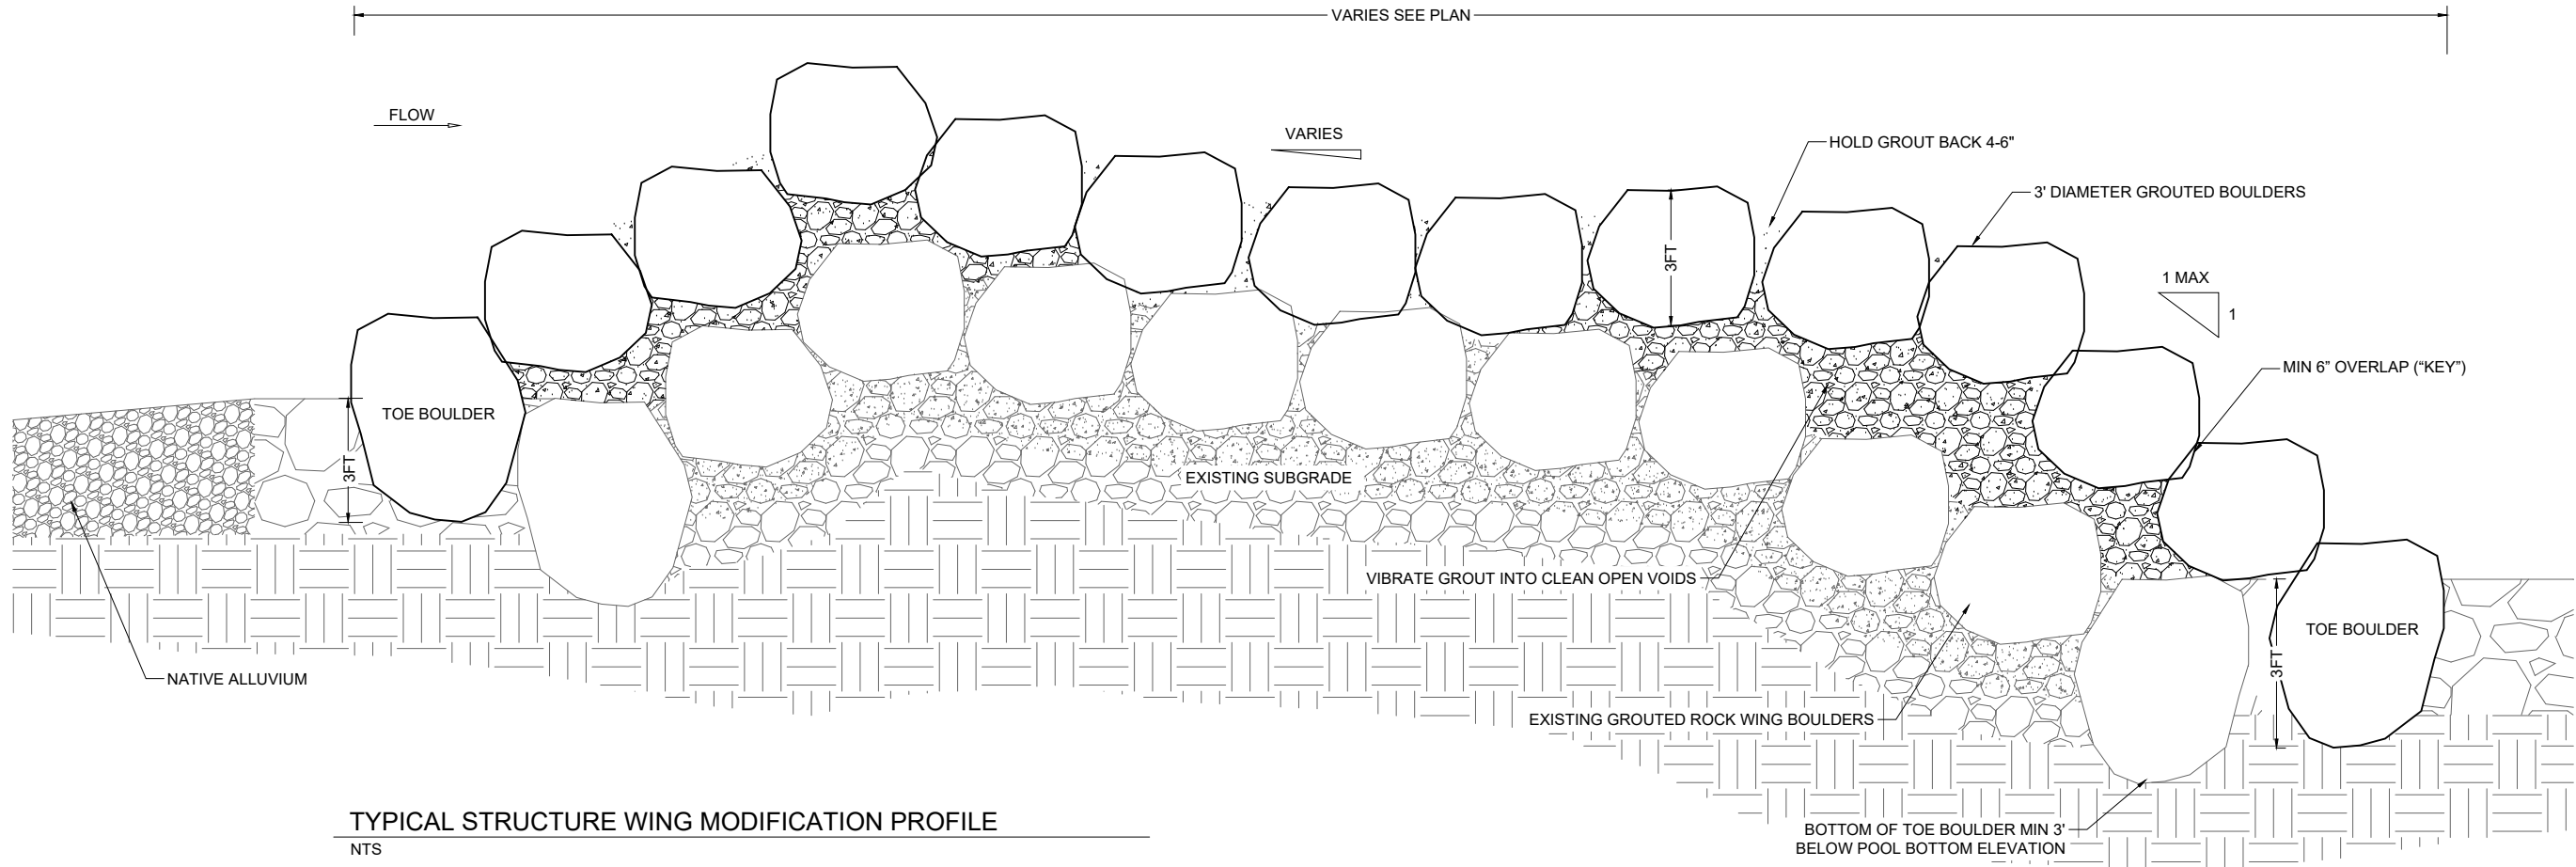 VARIES SEE PLAN
FLOW
VARIES
HOLD GROUT BACK 4-6"
3' DIAMETER GROUTED BOULDERS
3FT
1 MAX
1
MIN 6” OVERLAP (“KEY”)
TOE BOULDER
3FT
EXISTING SUBGRADE
VIBRATE GROUT INTO CLEAN OPEN VOIDS
TOE BOULDER
3FT
NATIVE ALLUVIUM
EXISTING GROUTED ROCK WING BOULDERS
TYPICAL STRUCTURE WING MODIFICATION PROFILE
NTS
BOTTOM OF TOE BOULDER MIN 3'
BELOW POOL BOTTOM ELEVATION